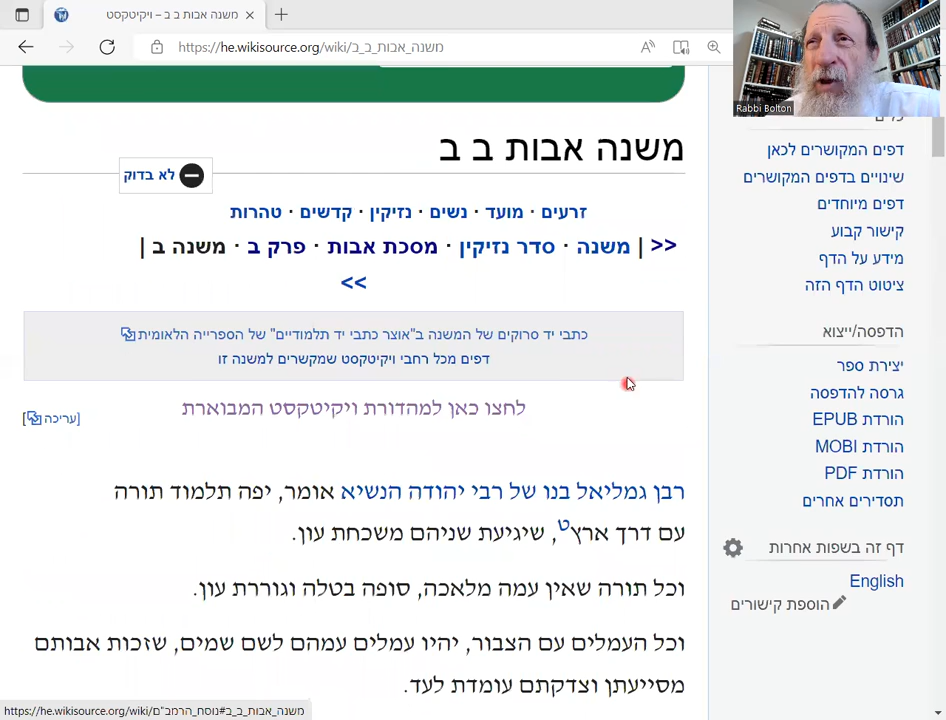 משנה אבות ב ב – ויקיטקסט
https://he.wikisource.org/wiki/משנה_אבות_ב_ב
Rabbi Bolton
משנה אבות ב ב
לא בדוק
זרעים · מועד · נשים · נזיקין · קדשים · טהרות
<< | משנה · סדר נזיקין · מסכת אבות · פרק ב · משנה ב |
>>
כתבי יד סרוקים של המשנה ב"אוצר כתבי יד תלמודיים" של הספרייה הלאומית
דפים מכל רחבי ויקיטקסט שמקשרים למשנה זו
לחצו כאן למהדורת ויקיטקסט המבוארת
[עריכה]
רבן גמליאל בנו של רבי יהודה הנשיא אומר, יפה תלמוד תורה
עם דרך ארץט, שיגיעת שניהם משכחת עון.
וכל תורה שאין עמה מלאכה, סופה בטלה וגוררת עון.
וכל העמלים עם הצבור, יהיו עמלים עמהם לשם שמים, שזכות אבותם
מסייעתן וצדקתם עומדת לעד.
כלים
דפים המקושרים לכאן
שינויים בדפים המקושרים
דפים מיוחדים
קישור קבוע
מידע על הדף
ציטוט הדף הזה
הדפסה/ייצוא
יצירת ספר
גרסה להדפסה
הורדת EPUB
הורדת MOBI
הורדת PDF
תסדירים אחרים
דף זה בשפות אחרות
English
הוספת קישורים
https://he.wikisource.org/wiki/משנה_אבות_ב_ב#נוסח_הרמב"ם